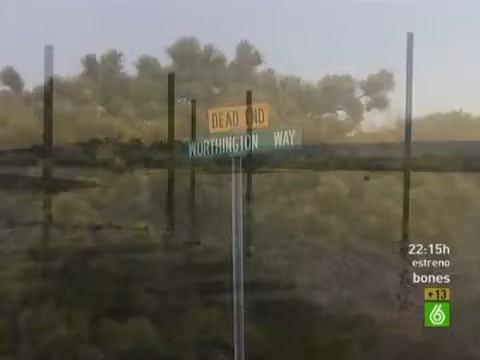 DEAD END
WORTHINGTON WAY
22:15h
estreno
bones
+13
6